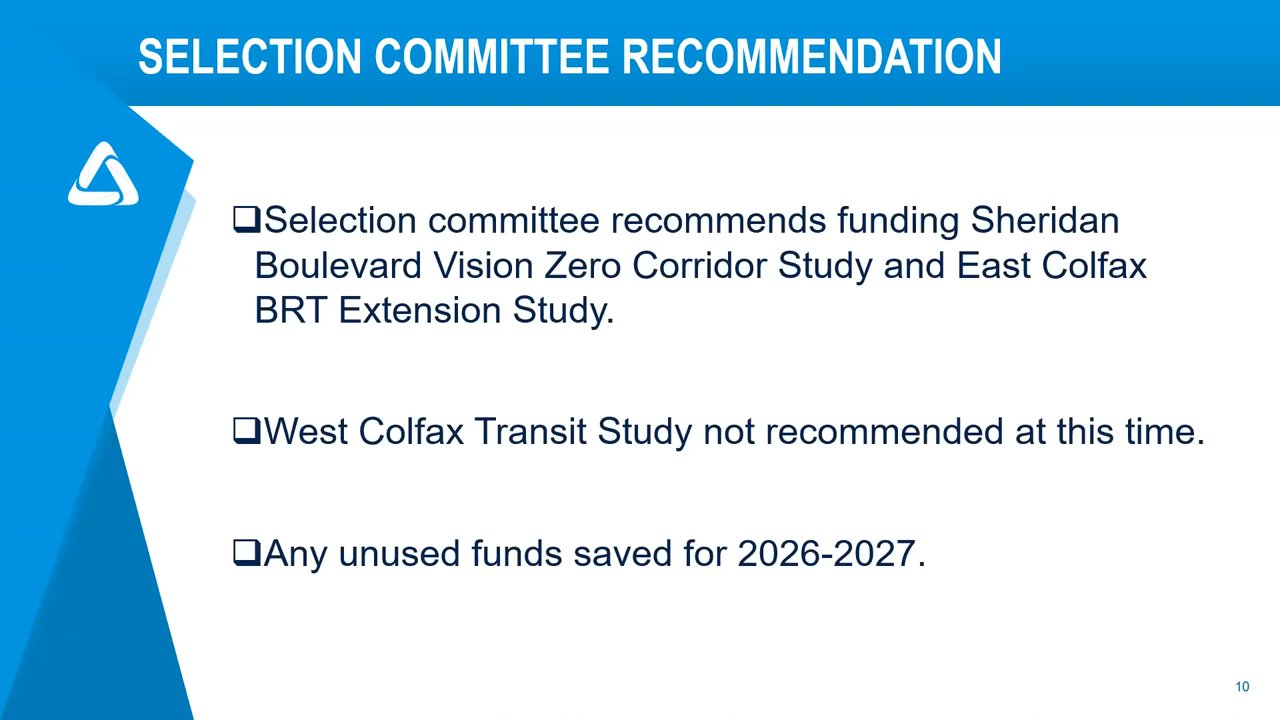 SELECTION COMMITTEE RECOMMENDATION
❑Selection committee recommends funding Sheridan
Boulevard Vision Zero Corridor Study and East Colfax
BRT Extension Study.
❑West Colfax Transit Study not recommended at this time.
❑Any unused funds saved for 2026-2027.
10